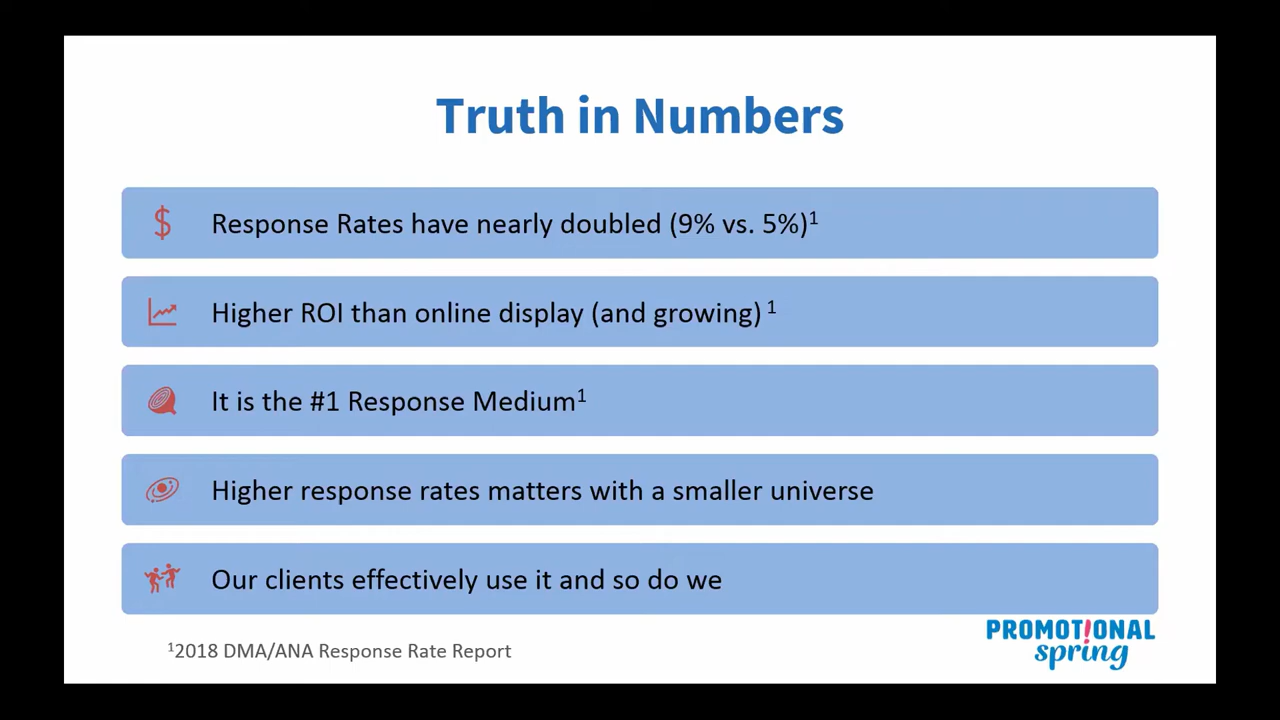 Truth in Numbers
$ Response Rates have nearly doubled (9% vs. 5%)¹
Higher ROI than online display (and growing) ¹
It is the #1 Response Medium¹
Higher response rates matters with a smaller universe
Our clients effectively use it and so do we
¹2018 DMA/ANA Response Rate Report
PROMOT!ONAL
spring